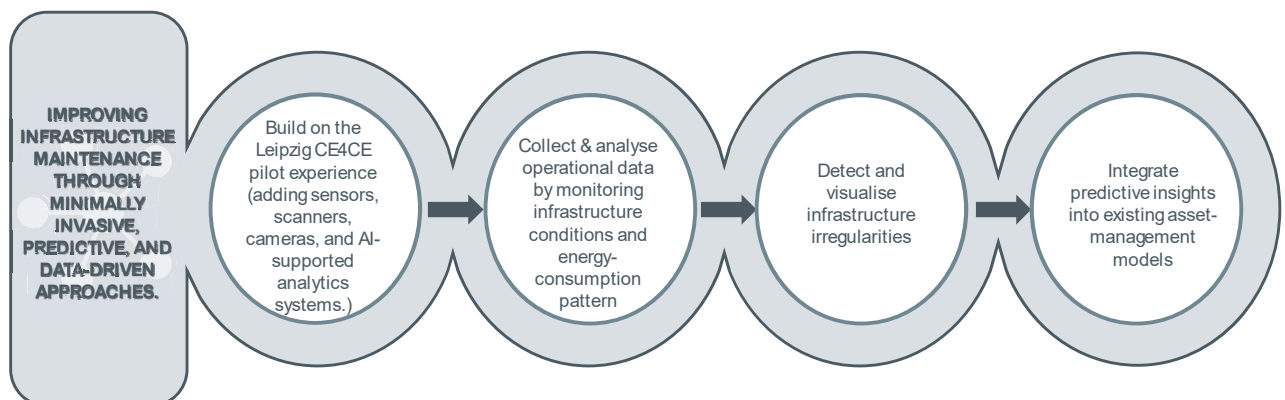 IMPROVING
INFRASTRUCTURE
MAINTENANCE
THROUGH
MINIMALLY
INVASIVE,
PREDICTIVE, AND
DATA-DRIVEN
APPROACHES.
Build on the
Leipzig CE4CE
pilot experience
(adding sensors,
scanners,
cameras, and AI-
supported
analytics
systems.)
Collect & analyse
operational data
by monitoring
infrastructure
conditions and
energy-
consumption
pattern
Detect and
visualise
infrastructure
irregularities
Integrate
predictive insights
into existing asset-
management
models